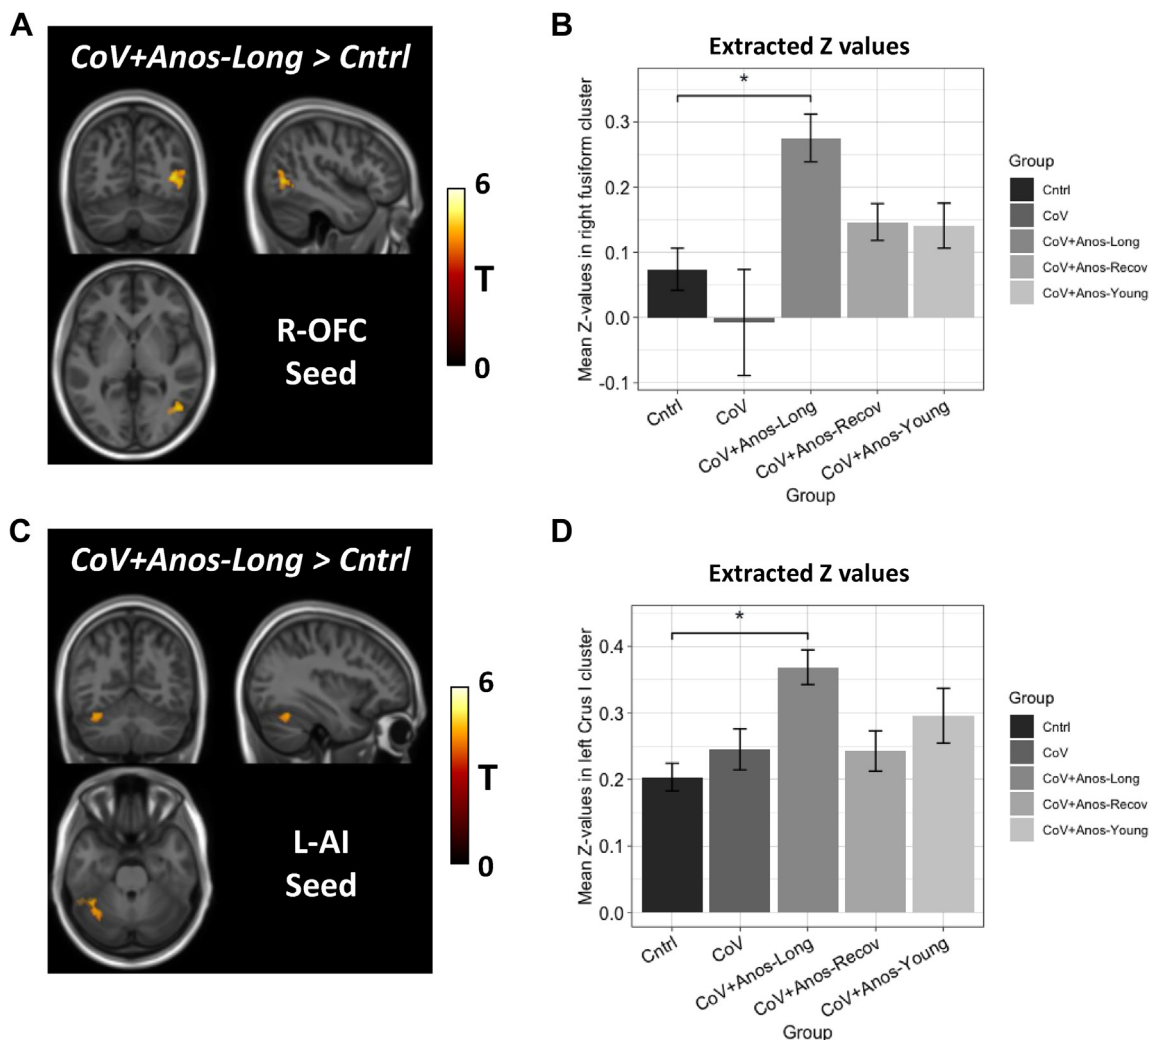 A
CoV+Anos-Long > Cntrl
6
T
0
R-OFC
Seed
B
Extracted Z values
*
Mean Z-values in right fusiform cluster
0.3
0.2
0.1
0.0
-0.1
Cntrl
CoV
CoV+Anos-Long
CoV+Anos-Recov
CoV+Anos-Young
Group
Group
Cntrl
CoV
CoV+Anos-Long
CoV+Anos-Recov
CoV+Anos-Young
C
CoV+Anos-Long > Cntrl
6
T
0
L-AI
Seed
D
Extracted Z values
*
Mean Z-values in left Crus I cluster
0.4
0.3
0.2
0.1
0.0
Cntrl
CoV
CoV+Anos-Long
CoV+Anos-Recov
CoV+Anos-Young
Group
Group
Cntrl
CoV
CoV+Anos-Long
CoV+Anos-Recov
CoV+Anos-Young